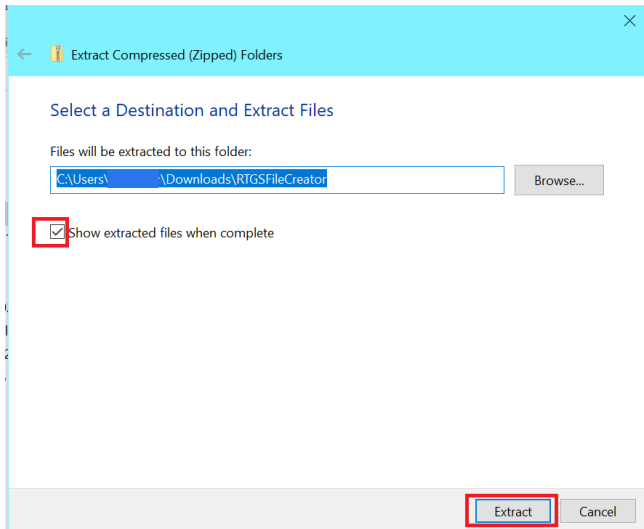 Extract Compressed (Zipped) Folders
Select a Destination and Extract Files
Files will be extracted to this folder:
C:\Users\ \Downloads\RTGSFileCreator
Browse...
Show extracted files when complete
Extract Cancel